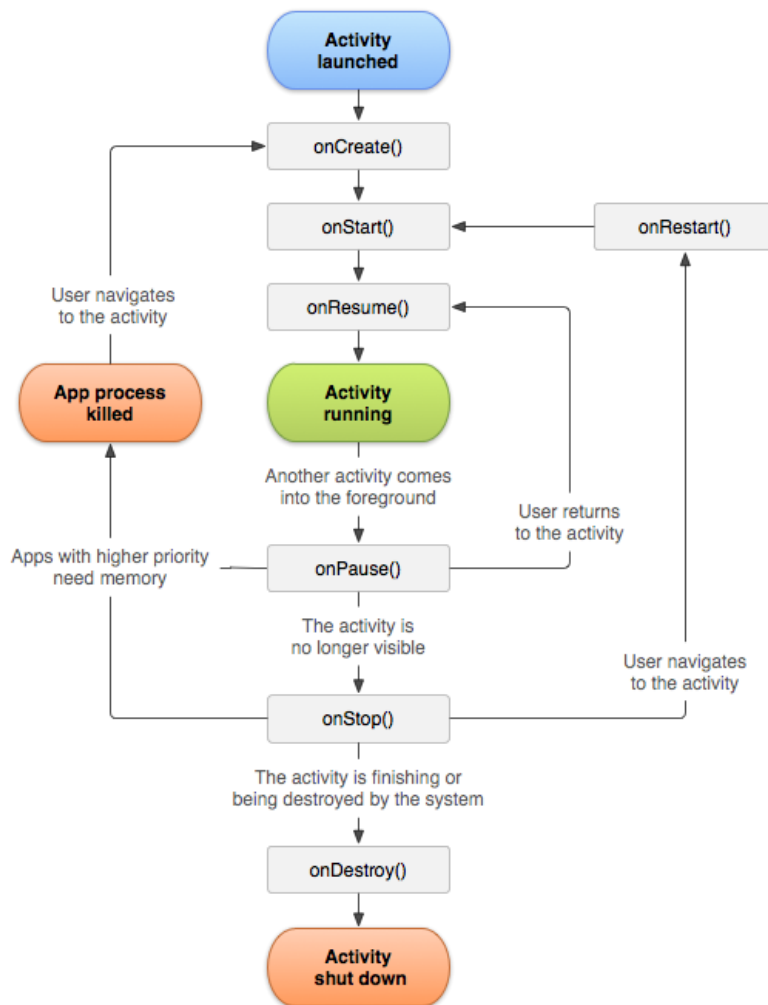 Activity
launched
onCreate()
onStart()
onRestart()
User navigates
to the activity
onResume()
App process
killed
Activity
running
Another activity comes
into the foreground
User returns
to the activity
Apps with higher priority
need memory
onPause()
The activity is
no longer visible
User navigates
to the activity
onStop()
The activity is finishing or
being destroyed by the system
onDestroy()
Activity
shut down